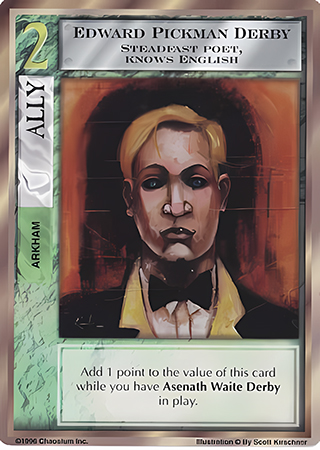 2
EDWARD PICKMAN DERBY
STEADFAST POET,
KNOWS ENGLISH
ALLY
ARKHAM
Add 1 point to the value of this card
while you have Asenath Waite Derby
in play.
©1996 Chaosium Inc.
Illustration © By Scott Kirschner